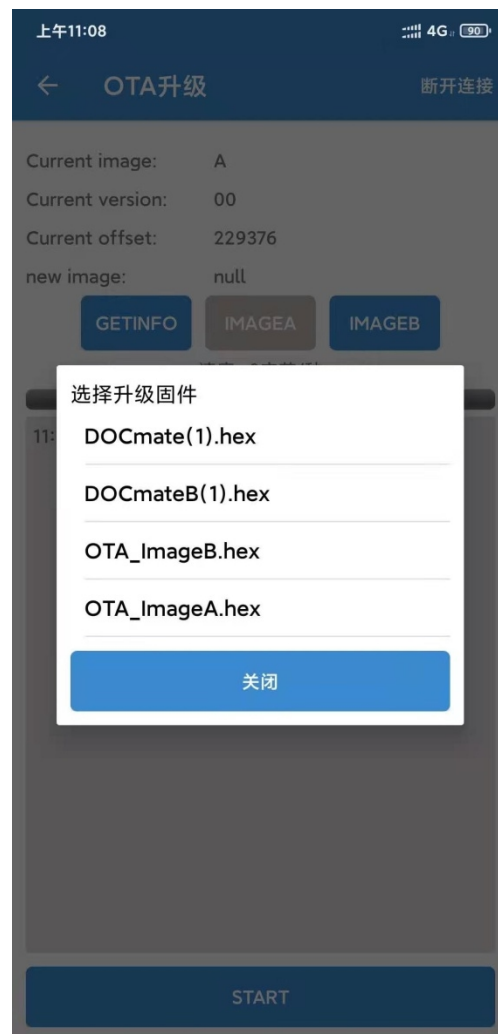 上午11:08 4G 90
← OTA升级 断开连接
Current image: A
Current version: 00
Current offset: 229376
new image: null
GETINFO IMAGEA IMAGEB
选择升级固件
11:
DOCmate(1).hex
DOCmateB(1).hex
OTA_ImageB.hex
OTA_ImageA.hex
关闭
START